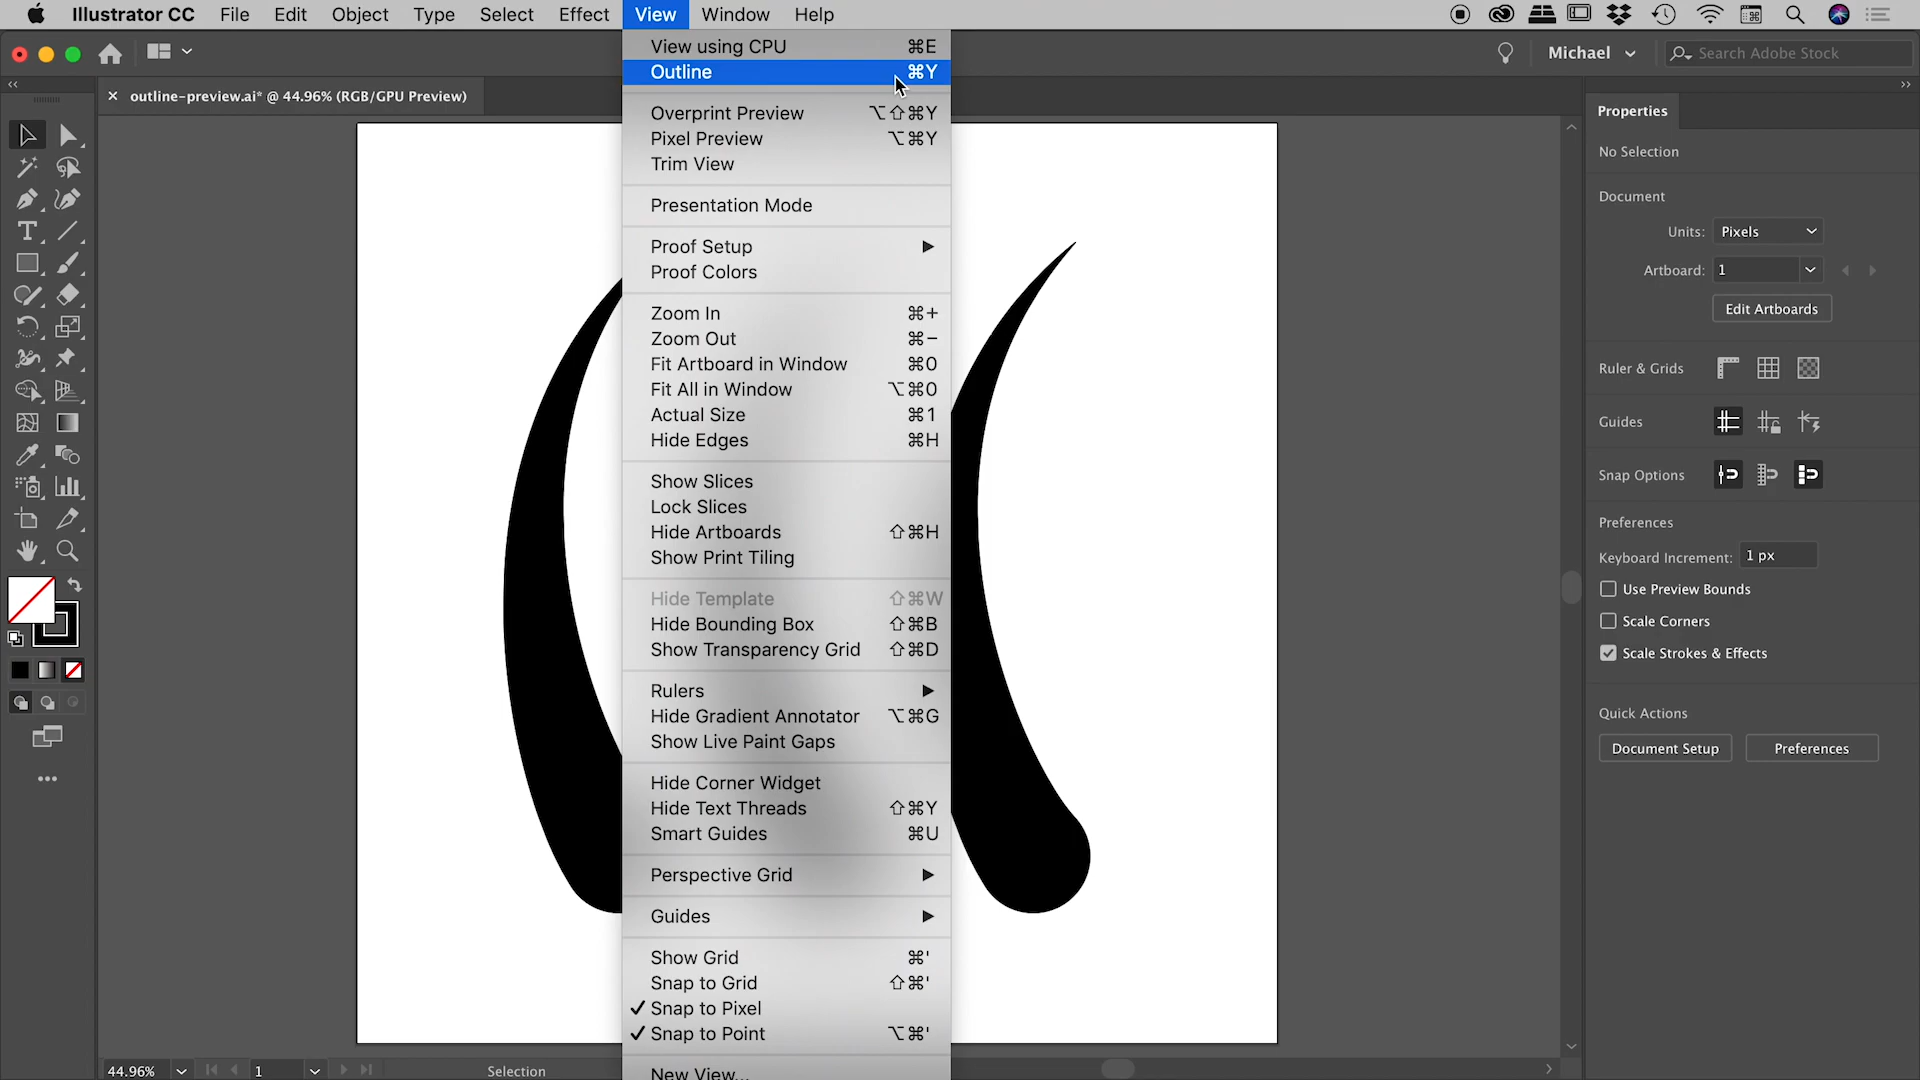 Illustrator CC File Edit Object Type Select Effect View Window Help
Michael
Search Adobe Stock
outline-preview.ai* @ 44.96% (RGB/GPU Preview)
View using CPU ⌘E
Outline ⌘Y
Overprint Preview ⌥⇧⌘Y
Pixel Preview ⌥⌘Y
Trim View
Presentation Mode
Proof Setup
Proof Colors
Zoom In ⌘+
Zoom Out ⌘−
Fit Artboard in Window ⌘0
Fit All in Window ⌥⌘0
Actual Size ⌘1
Hide Edges ⌘H
Show Slices
Lock Slices
Hide Artboards ⇧⌘H
Show Print Tiling
Hide Template ⇧⌘W
Hide Bounding Box ⇧⌘B
Show Transparency Grid ⇧⌘D
Rulers
Hide Gradient Annotator ⌥⌘G
Show Live Paint Gaps
Hide Corner Widget
Hide Text Threads ⇧⌘Y
Smart Guides ⌘U
Perspective Grid
Guides
Show Grid ⌘'
Snap to Grid ⇧⌘'
✓ Snap to Pixel
✓ Snap to Point ⌥⌘'
New View...
Properties
No Selection
Document
Units: Pixels
Artboard: 1
Edit Artboards
Ruler & Grids
Guides
Snap Options
Preferences
Keyboard Increment: 1 px
Use Preview Bounds
Scale Corners
Scale Strokes & Effects
Quick Actions
Document Setup Preferences
44.96% 1 Selection